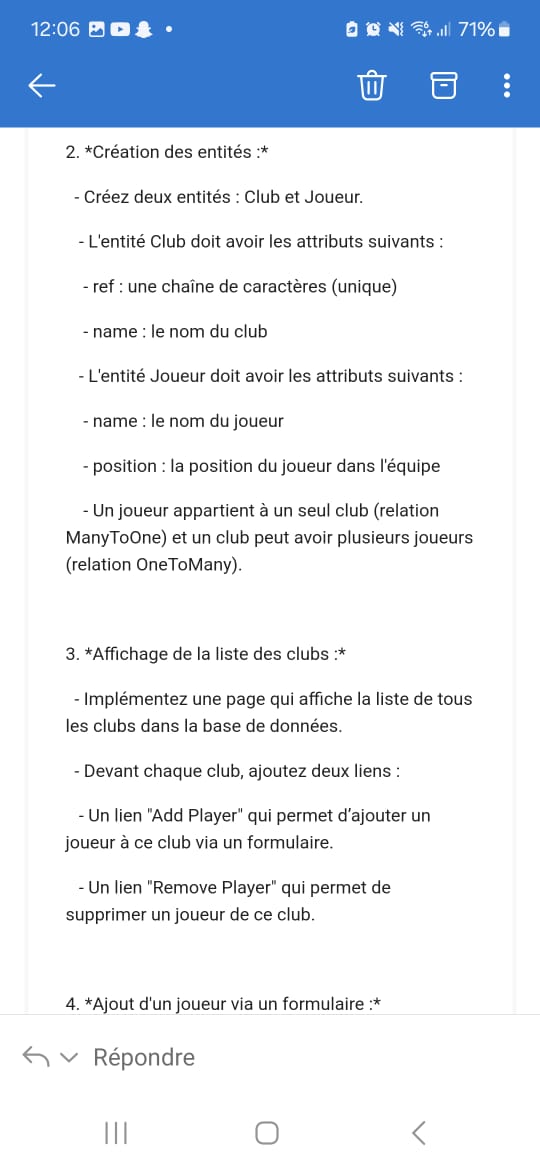 12:06
71%
2. *Création des entités :*
- Créez deux entités : Club et Joueur.
- L'entité Club doit avoir les attributs suivants :
- ref : une chaîne de caractères (unique)
- name : le nom du club
- L'entité Joueur doit avoir les attributs suivants :
- name : le nom du joueur
- position : la position du joueur dans l'équipe
- Un joueur appartient à un seul club (relation
ManyToOne) et un club peut avoir plusieurs joueurs
(relation OneToMany).
3. *Affichage de la liste des clubs :*
- Implémentez une page qui affiche la liste de tous
les clubs dans la base de données.
- Devant chaque club, ajoutez deux liens :
- Un lien "Add Player" qui permet d’ajouter un
joueur à ce club via un formulaire.
- Un lien "Remove Player" qui permet de
supprimer un joueur de ce club.
4. *Ajout d'un joueur via un formulaire :*
Répondre